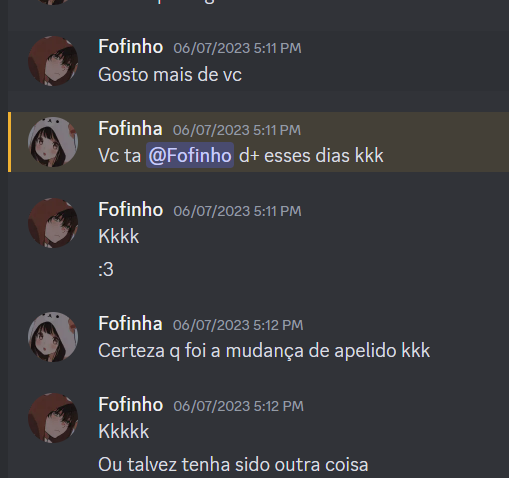 Fofinho 06/07/2023 5:11 PM
Gosto mais de vc
Fofinha 06/07/2023 5:11 PM
Vc ta @Fofinho d+ esses dias kkk
Fofinho 06/07/2023 5:11 PM
Kkkk
:3
Fofinha 06/07/2023 5:12 PM
Certeza q foi a mudança de apelido kkk
Fofinho 06/07/2023 5:12 PM
Kkkkk
Ou talvez tenha sido outra coisa